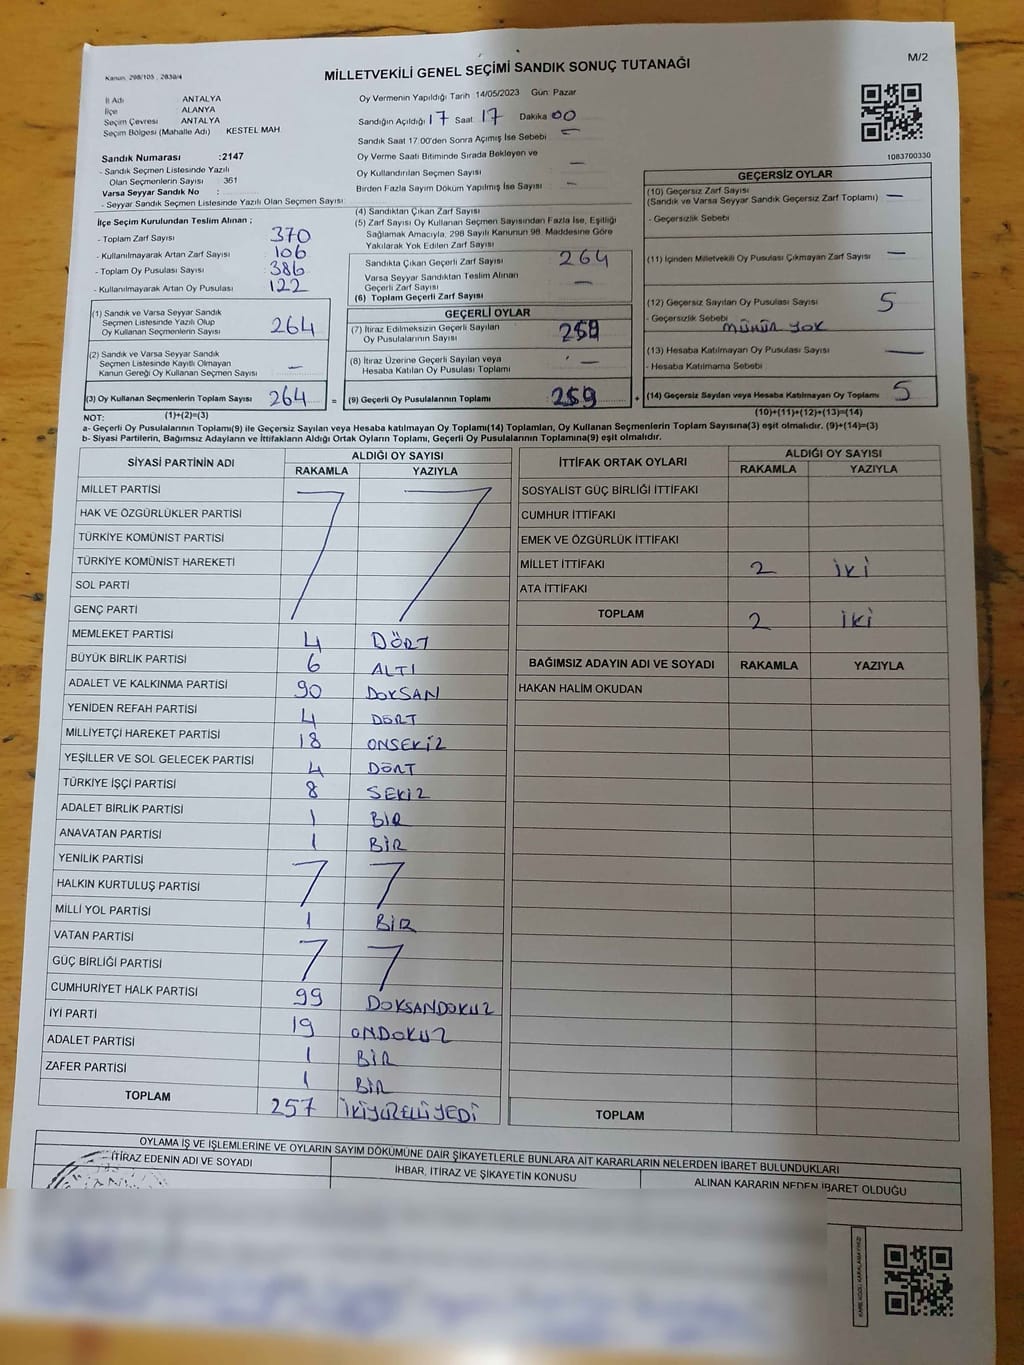 Kanun: 298/105 , 2839/4
MİLLETVEKİLİ GENEL SEÇİMİ SANDIK SONUÇ TUTANAĞI
M/2
İl Adı : ANTALYA
İlçe : ALANYA
Seçim Çevresi : ANTALYA
Seçim Bölgesi (Mahalle Adı) KESTEL MAH.
Sandık Numarası :2147
- Sandık Seçmen Listesinde Yazılı
Olan Seçmenlerin Sayısı : 361
Varsa Seyyar Sandık No :
- Seyyar Sandık Seçmen Listesinde Yazılı Olan Seçmen Sayısı:
Oy Vermenin Yapıldığı Tarih 14/05/2023 Gün: Pazar
Sandığın Açıldığı 17 Saat 17 Dakika 00
Sandık Saat 17.00'den Sonra Açılmış İse Sebebi —
Oy Verme Saati Bitiminde Sırada Bekleyen ve
Oy Kullandırılan Seçmen Sayısı —
Birden Fazla Sayım Döküm Yapılmış İse Sayısı —
1083700330
İlçe Seçim Kurulundan Teslim Alınan ;
- Toplam Zarf Sayısı 370
- Kullanılmayarak Artan Zarf Sayısı 106
- Toplam Oy Pusulası Sayısı 386
- Kullanılmayarak Artan Oy Pusulası 122
(1) Sandık ve Varsa Seyyar Sandık
Seçmen Listesinde Yazılı Olup
Oy Kullanan Seçmenlerin Sayısı 264
(2) Sandık ve Varsa Seyyar Sandık
Seçmen Listesinde Kayıtlı Olmayan
Kanun Gereği Oy Kullanan Seçmen Sayısı —
(3) Oy Kullanan Seçmenlerin Toplam Sayısı 264 =
(4) Sandıktan Çıkan Zarf Sayısı
(5) Zarf Sayısı Oy Kullanan Seçmen Sayısından Fazla İse, Eşitliği
Sağlamak Amacıyla, 298 Sayılı Kanunun 98. Maddesine Göre
Yakılarak Yok Edilen Zarf Sayısı
Sandıkta Çıkan Geçerli Zarf Sayısı 264
Varsa Seyyar Sandıktan Teslim Alınan
Geçerli Zarf Sayısı —
(6) Toplam Geçerli Zarf Sayısı
GEÇERLİ OYLAR
(7) İtiraz Edilmeksizin Geçerli Sayılan
Oy Pusulalarının Sayısı 259
(8) İtiraz Üzerine Geçerli Sayılan veya
Hesaba Katılan Oy Pusulası Toplamı —
(9) Geçerli Oy Pusulalarının Toplamı 259 +
GEÇERSİZ OYLAR
(10) Geçersiz Zarf Sayısı
(Sandık ve Varsa Seyyar Sandık Geçersiz Zarf Toplamı) —
- Geçersizlik Sebebi
(11) İçinden Milletvekili Oy Pusulası Çıkmayan Zarf Sayısı —
(12) Geçersiz Sayılan Oy Pusulası Sayısı 5
- Geçersizlik Sebebi MÜHÜR YOK
(13) Hesaba Katılmayan Oy Pusulası Sayısı —
- Hesaba Katılmama Sebebi
(14) Geçersiz Sayılan veya Hesaba Katılmayan Oy Toplamı 5
NOT: (1)+(2)=(3) (10)+(11)+(12)+(13)=(14)
a- Geçerli Oy Pusulaları Toplamı(9) ile Geçersiz Sayılan veya Hesaba katılmayan Oy Toplamı(14) Toplamları, Oy Kullanan Seçmenlerin Toplam Sayısına(3) eşit olmalıdır. (9)+(14)=(3)
b- Siyasi Partilerin, Bağımsız Adayların ve İttifakların Aldığı Ortak Oyların Toplamı, Geçerli Oy Pusulalarının Toplamına(9) eşit olmalıdır.
SİYASİ PARTİNİN ADI ALDIĞI OY SAYISI
RAKAMLA YAZIYLA
MİLLET PARTİSİ
HAK VE ÖZGÜRLÜKLER PARTİSİ
TÜRKİYE KOMÜNİST PARTİSİ
TÜRKİYE KOMÜNİST HAREKETİ
SOL PARTİ
GENÇ PARTİ
MEMLEKET PARTİSİ 4 DÖRT
BÜYÜK BİRLİK PARTİSİ 6 ALTI
ADALET VE KALKINMA PARTİSİ 90 DOKSAN
YENİDEN REFAH PARTİSİ 4 DÖRT
MİLLİYETÇİ HAREKET PARTİSİ 18 ONSEKİZ
YEŞİLLER VE SOL GELECEK PARTİSİ 4 DÖRT
TÜRKİYE İŞÇİ PARTİSİ 8 SEKİZ
ADALET BİRLİK PARTİSİ 1 BİR
ANAVATAN PARTİSİ 1 BİR
YENİLİK PARTİSİ
HALKIN KURTULUŞ PARTİSİ
MİLLİ YOL PARTİSİ 1 BİR
VATAN PARTİSİ
GÜÇ BİRLİĞİ PARTİSİ
CUMHURİYET HALK PARTİSİ 99 DOKSANDOKUZ
İYİ PARTİ 19 ONDOKUZ
ADALET PARTİSİ 1 BİR
ZAFER PARTİSİ 1 BİR
TOPLAM 257 İKİYÜZELLİYEDİ
İTTİFAK ORTAK OYLARI ALDIĞI OY SAYISI
RAKAMLA YAZIYLA
SOSYALİST GÜÇ BİRLİĞİ İTTİFAKI
CUMHUR İTTİFAKI
EMEK VE ÖZGÜRLÜK İTTİFAKI
MİLLET İTTİFAKI 2 İKİ
ATA İTTİFAKI
TOPLAM 2 İKİ
BAĞIMSIZ ADAYIN ADI VE SOYADI RAKAMLA YAZIYLA
HAKAN HALİM OKUDAN
TOPLAM
OYLAMA İŞ VE İŞLEMLERİNE VE OYLARIN SAYIM DÖKÜMÜNE DAİR ŞİKAYETLERLE BUNLARA AİT KARARLARIN NELERDEN İBARET BULUNDUKLARI
İTİRAZ EDENİN ADI VE SOYADI İHBAR, İTİRAZ VE ŞİKAYETİN KONUSU ALINAN KARARIN NEDEN İBARET OLDUĞU